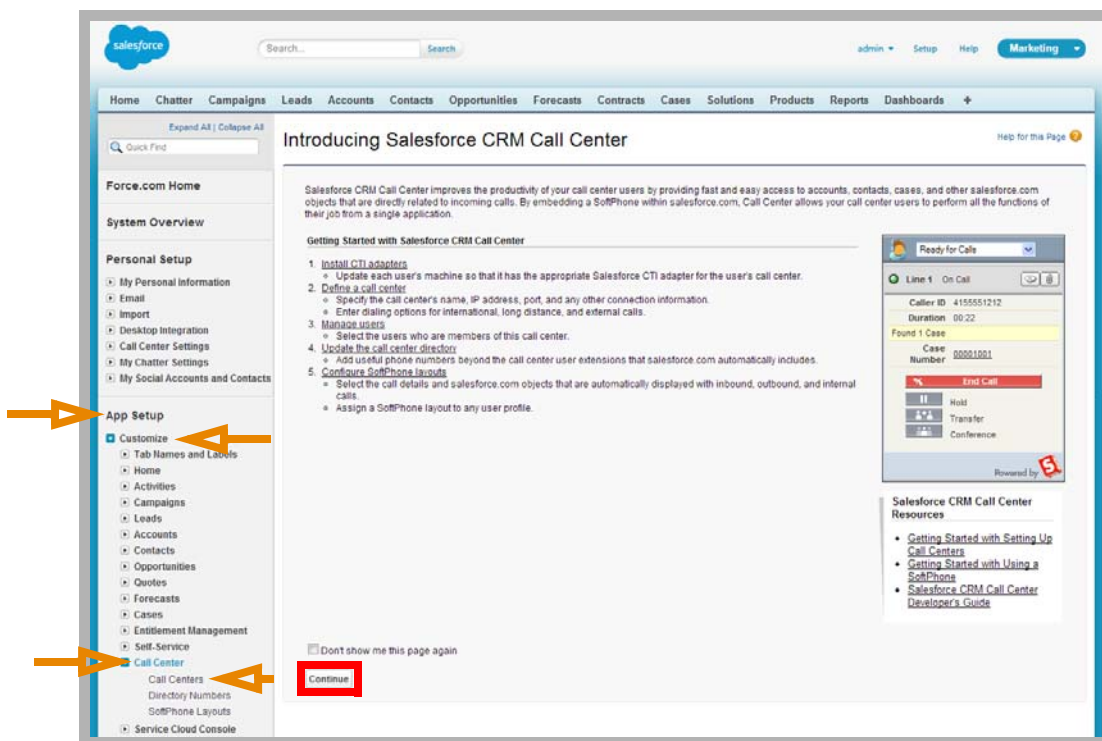 salesforce
Search...
Search
admin
Setup
Help
Marketing
Home Chatter Campaigns Leads Accounts Contacts Opportunities Forecasts Contracts Cases Solutions Products Reports Dashboards +
Expand All | Collapse All
Quick Find
Force.com Home
System Overview
Personal Setup
My Personal Information
Email
Import
Desktop Integration
Call Center Settings
My Chatter Settings
My Social Accounts and Contacts
App Setup
Customize
Tab Names and Labels
Home
Activities
Campaigns
Leads
Accounts
Contacts
Opportunities
Quotes
Forecasts
Cases
Entitlement Management
Self-Service
Call Center
Call Centers
Directory Numbers
SoftPhone Layouts
Service Cloud Console
Introducing Salesforce CRM Call Center
Help for this Page
Salesforce CRM Call Center improves the productivity of your call center users by providing fast and easy access to accounts, contacts, cases, and other salesforce.com
objects that are directly related to incoming calls. By embedding a SoftPhone within salesforce.com, Call Center allows your call center users to perform all the functions of
their job from a single application.
Getting Started with Salesforce CRM Call Center
1. Install CTI adapters
Update each user's machine so that it has the appropriate Salesforce CTI adapter for the user's call center.
2. Define a call center
Specify the call center's name, IP address, port, and any other connection information.
Enter dialing options for international, long distance, and external calls.
3. Manage users
Select the users who are members of this call center.
4. Update the call center directory
Add useful phone numbers beyond the call center user extensions that salesforce.com automatically includes.
5. Configure SoftPhone layouts
Select the call details and salesforce.com objects that are automatically displayed with inbound, outbound, and internal
calls.
Assign a SoftPhone layout to any user profile.
Ready for Calls
Line 1 On Call
Caller ID 4155551212
Duration 00:22
Found 1 Case
Case
Number 00001001
End Call
Hold
Transfer
Conference
Powered by
Salesforce CRM Call Center
Resources
Getting Started with Setting Up
Call Centers
Getting Started with Using a
SoftPhone
Salesforce CRM Call Center
Developer's Guide
Don't show me this page again
Continue